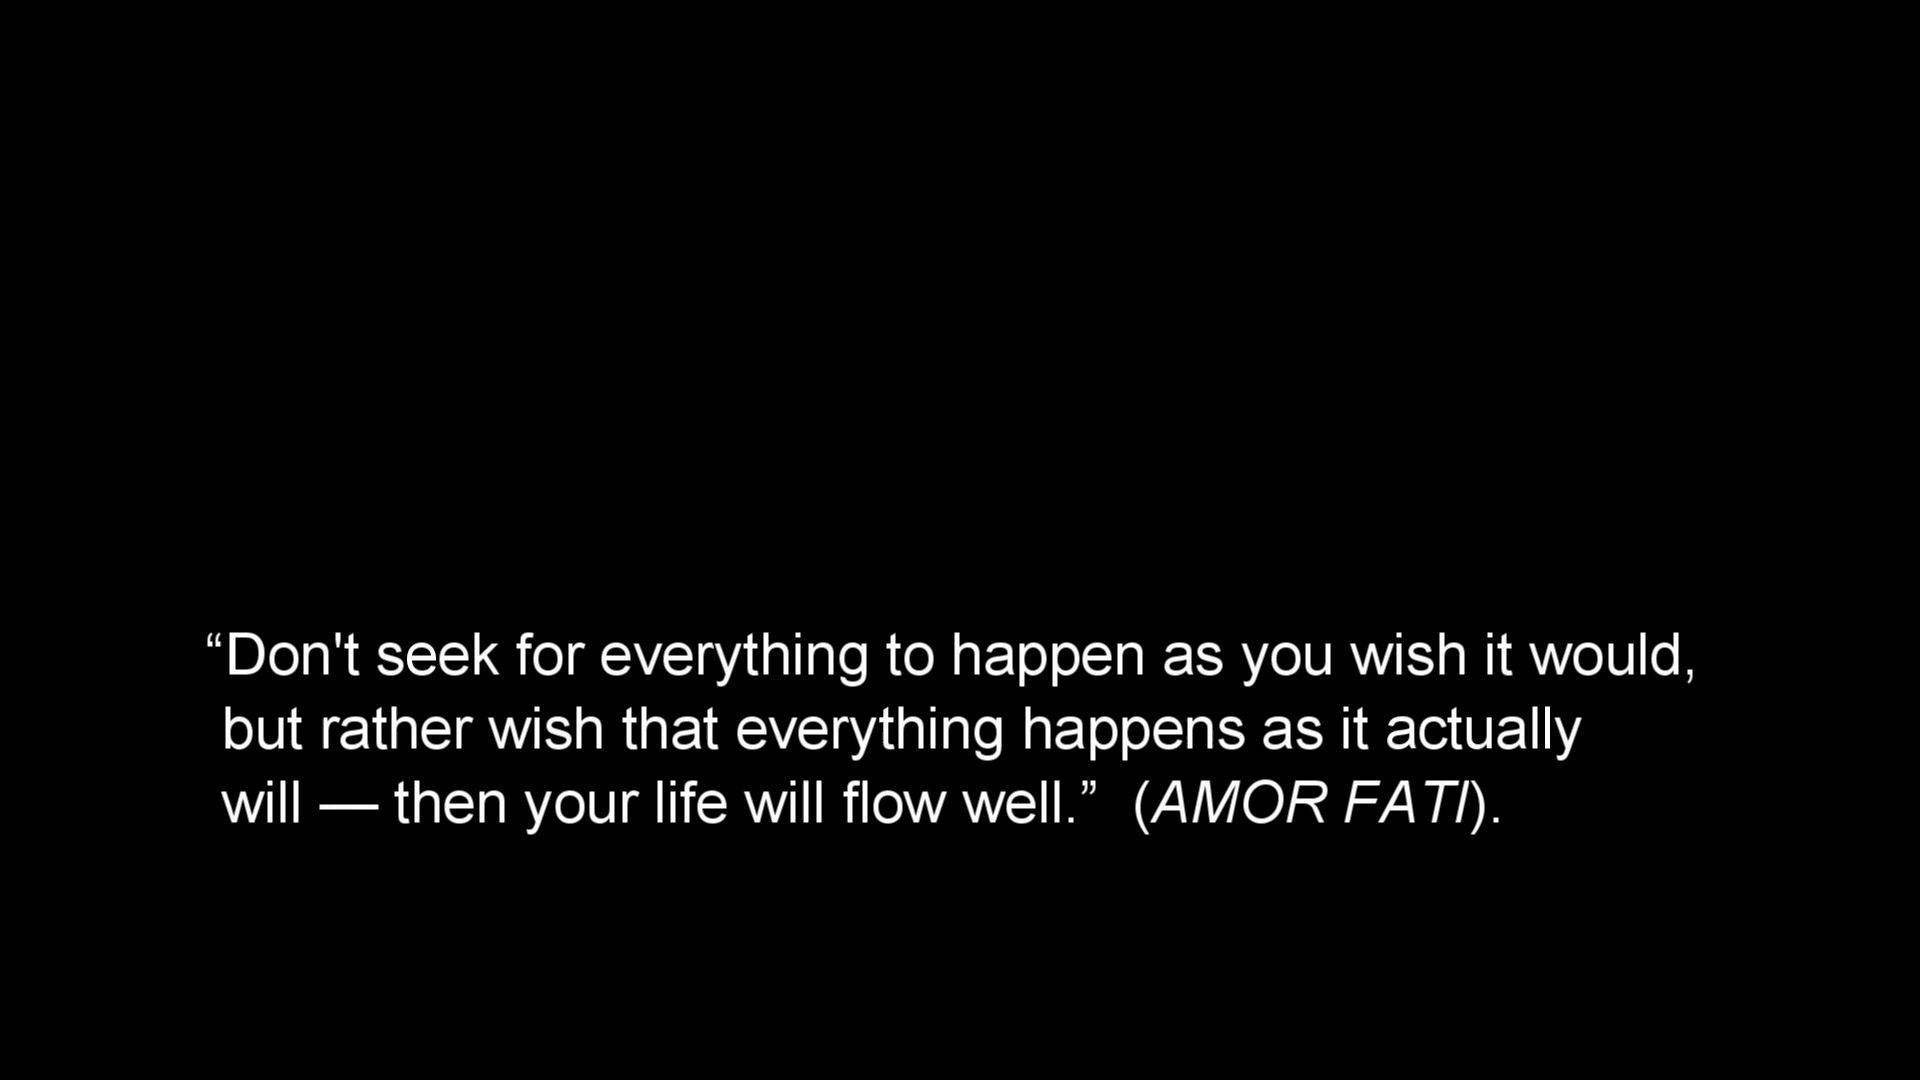 “Don't seek for everything to happen as you wish it would,
but rather wish that everything happens as it actually
will — then your life will flow well.” (AMOR FATI).